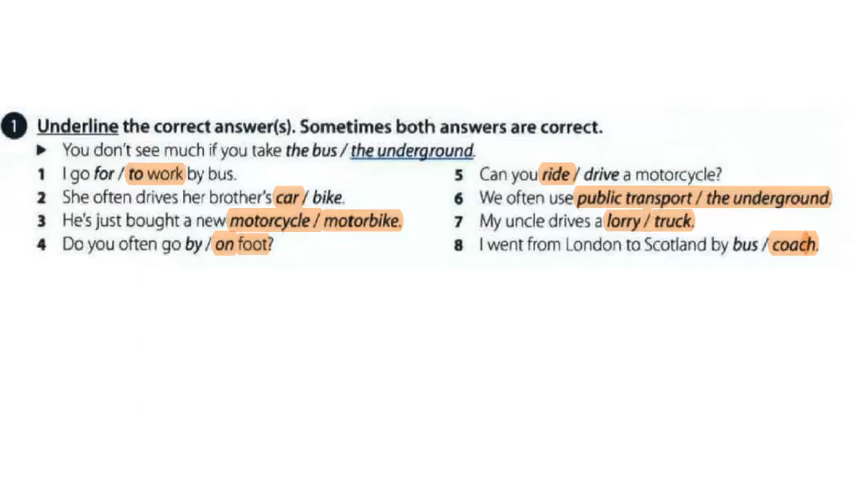 1 Underline the correct answer(s). Sometimes both answers are correct.
► You don't see much if you take the bus / the underground.
1 I go for / to work by bus.
2 She often drives her brother's car / bike.
3 He's just bought a new motorcycle / motorbike.
4 Do you often go by / on foot?
5 Can you ride / drive a motorcycle?
6 We often use public transport / the underground.
7 My uncle drives a lorry / truck.
8 I went from London to Scotland by bus / coach.